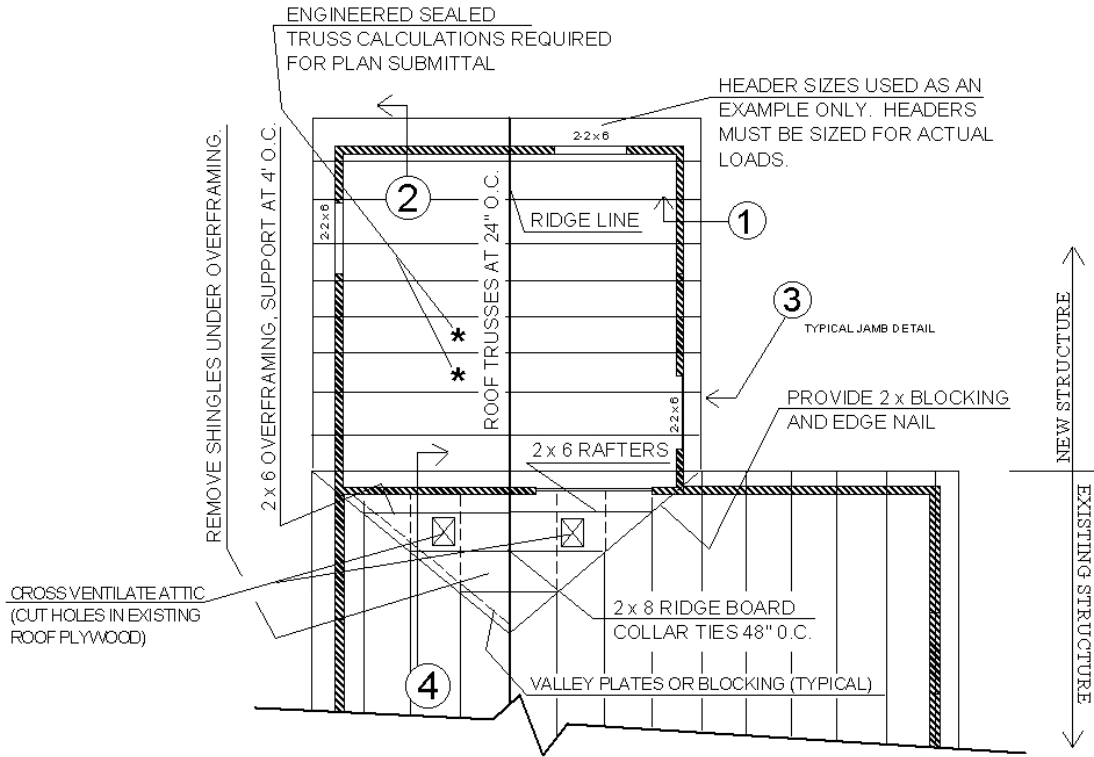 ENGINEERED SEALED
TRUSS CALCULATIONS REQUIRED
FOR PLAN SUBMITTAL
HEADER SIZES USED AS AN
EXAMPLE ONLY. HEADERS
MUST BE SIZED FOR ACTUAL
LOADS.
2-2x6
REMOVE SHINGLES UNDER OVERFRAMING.
2 x 6 OVERFRAMING, SUPPORT AT 4' O.C.
2
2-2x6
ROOF TRUSSES AT 24" O.C.
RIDGE LINE
1
3
TYPICAL JAMB DETAIL
NEW STRUCTURE
*
*
2-2x6
PROVIDE 2 x BLOCKING
AND EDGE NAIL
2 x 6 RAFTERS
EXISTING STRUCTURE
CROSS VENTILATE ATTIC
(CUT HOLES IN EXISTING
ROOF PLYWOOD)
2 x 8 RIDGE BOARD
COLLAR TIES 48" O.C.
4
VALLEY PLATES OR BLOCKING (TYPICAL)